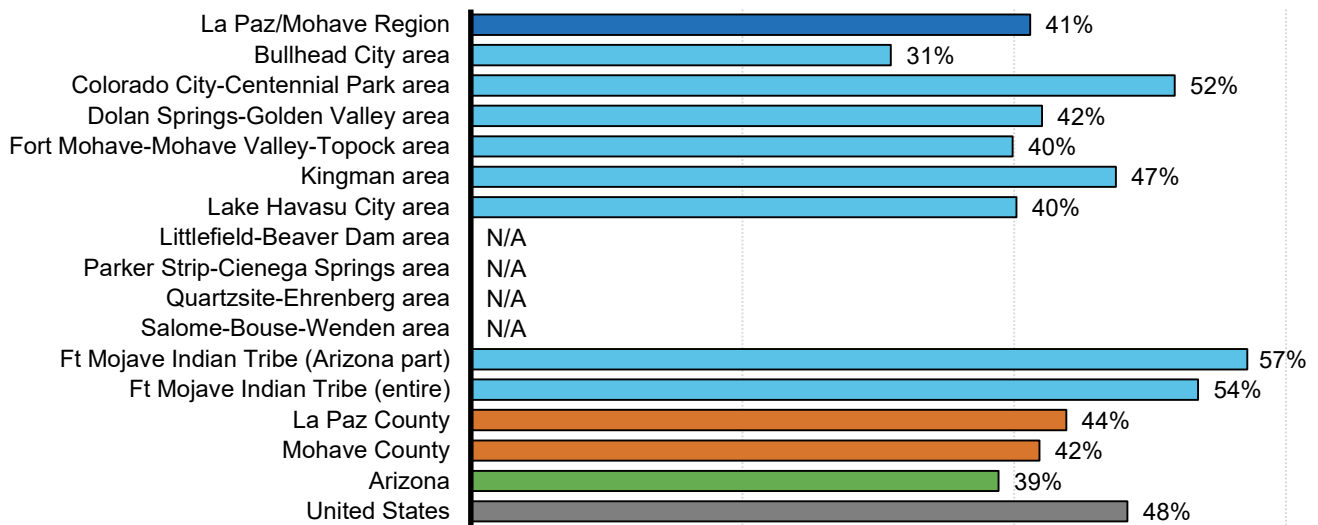 La Paz/Mohave Region 41%
Bullhead City area 31%
Colorado City-Centennial Park area 52%
Dolan Springs-Golden Valley area 42%
Fort Mohave-Mohave Valley-Topock area 40%
Kingman area 47%
Lake Havasu City area 40%
Littlefield-Beaver Dam area N/A
Parker Strip-Cienega Springs area N/A
Quartzsite-Ehrenberg area N/A
Salome-Bouse-Wenden area N/A
Ft Mojave Indian Tribe (Arizona part) 57%
Ft Mojave Indian Tribe (entire) 54%
La Paz County 44%
Mohave County 42%
Arizona 39%
United States 48%